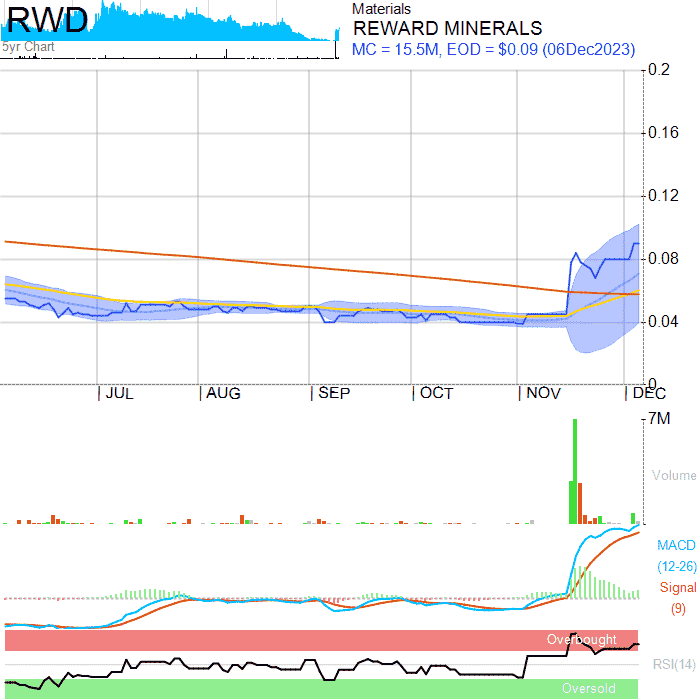 RWD
5yr Chart
Materials
REWARD MINERALS
MC = 15.5M, EOD = $0.09 (06Dec2023)
0.2
0.16
0.12
0.08
0.04
0
JUL AUG SEP OCT NOV DEC
7M
Volume
MACD
(12-26)
Signal
(9)
Overbought
RSI(14)
Oversold